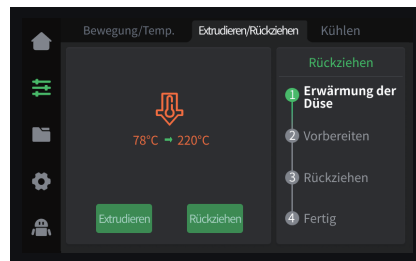 Bewegung/Temp. Extrudieren/Rückziehen Kühlen
78°C → 220°C
Extrudieren Rückziehen
Rückziehen
1 Erwärmung der
Düse
2 Vorbereiten
3 Rückziehen
4 Fertig